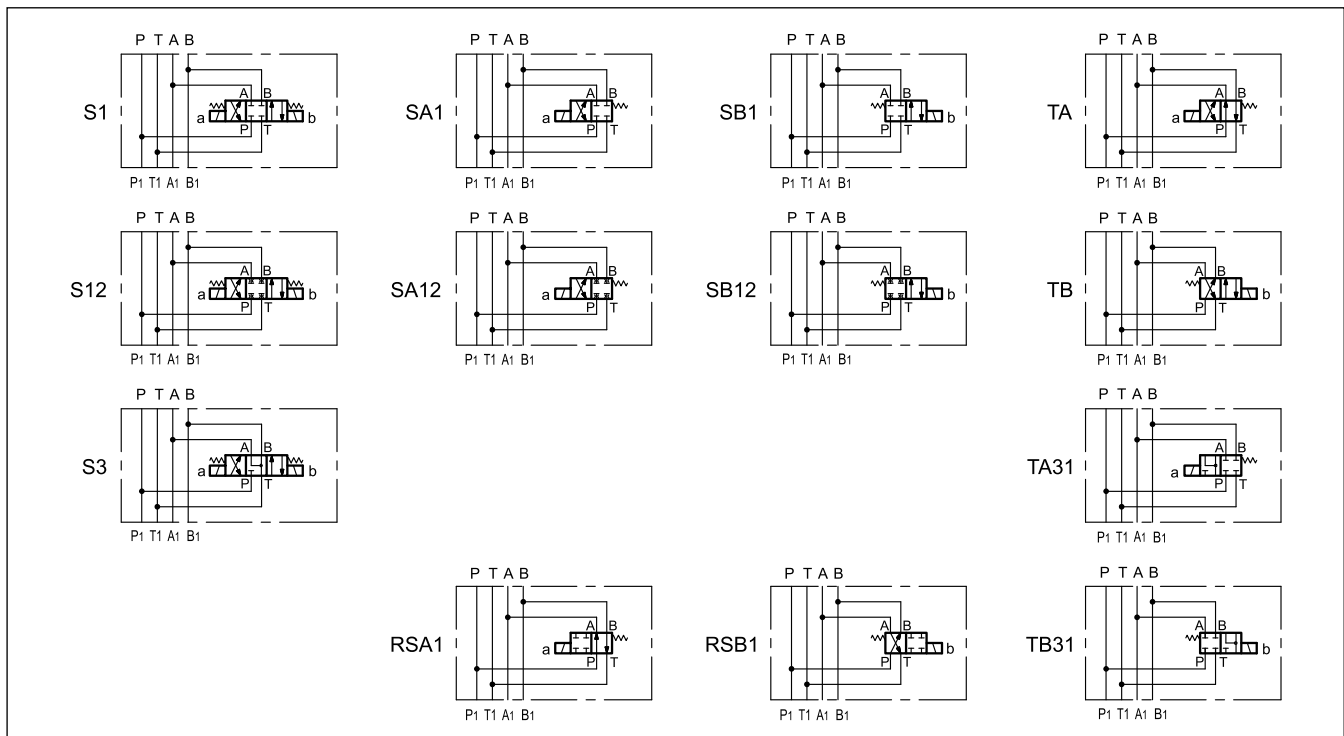 P T A B
S1
A B
a
b
P T
P1 T1 A1 B1
P T A B
SA1
A B
a
P T
P1 T1 A1 B1
P T A B
SB1
A B
b
P T
P1 T1 A1 B1
P T A B
TA
A B
a
P T
P1 T1 A1 B1
P T A B
S12
A B
a
b
P T
P1 T1 A1 B1
P T A B
SA12
A B
a
P T
P1 T1 A1 B1
P T A B
SB12
A B
b
P T
P1 T1 A1 B1
P T A B
TB
A B
b
P T
P1 T1 A1 B1
P T A B
S3
A B
a
b
P T
P1 T1 A1 B1
P T A B
TA31
A B
a
P T
P1 T1 A1 B1
P T A B
RSA1
A B
a
P T
P1 T1 A1 B1
P T A B
RSB1
A B
b
P T
P1 T1 A1 B1
P T A B
TB31
A B
b
P T
P1 T1 A1 B1